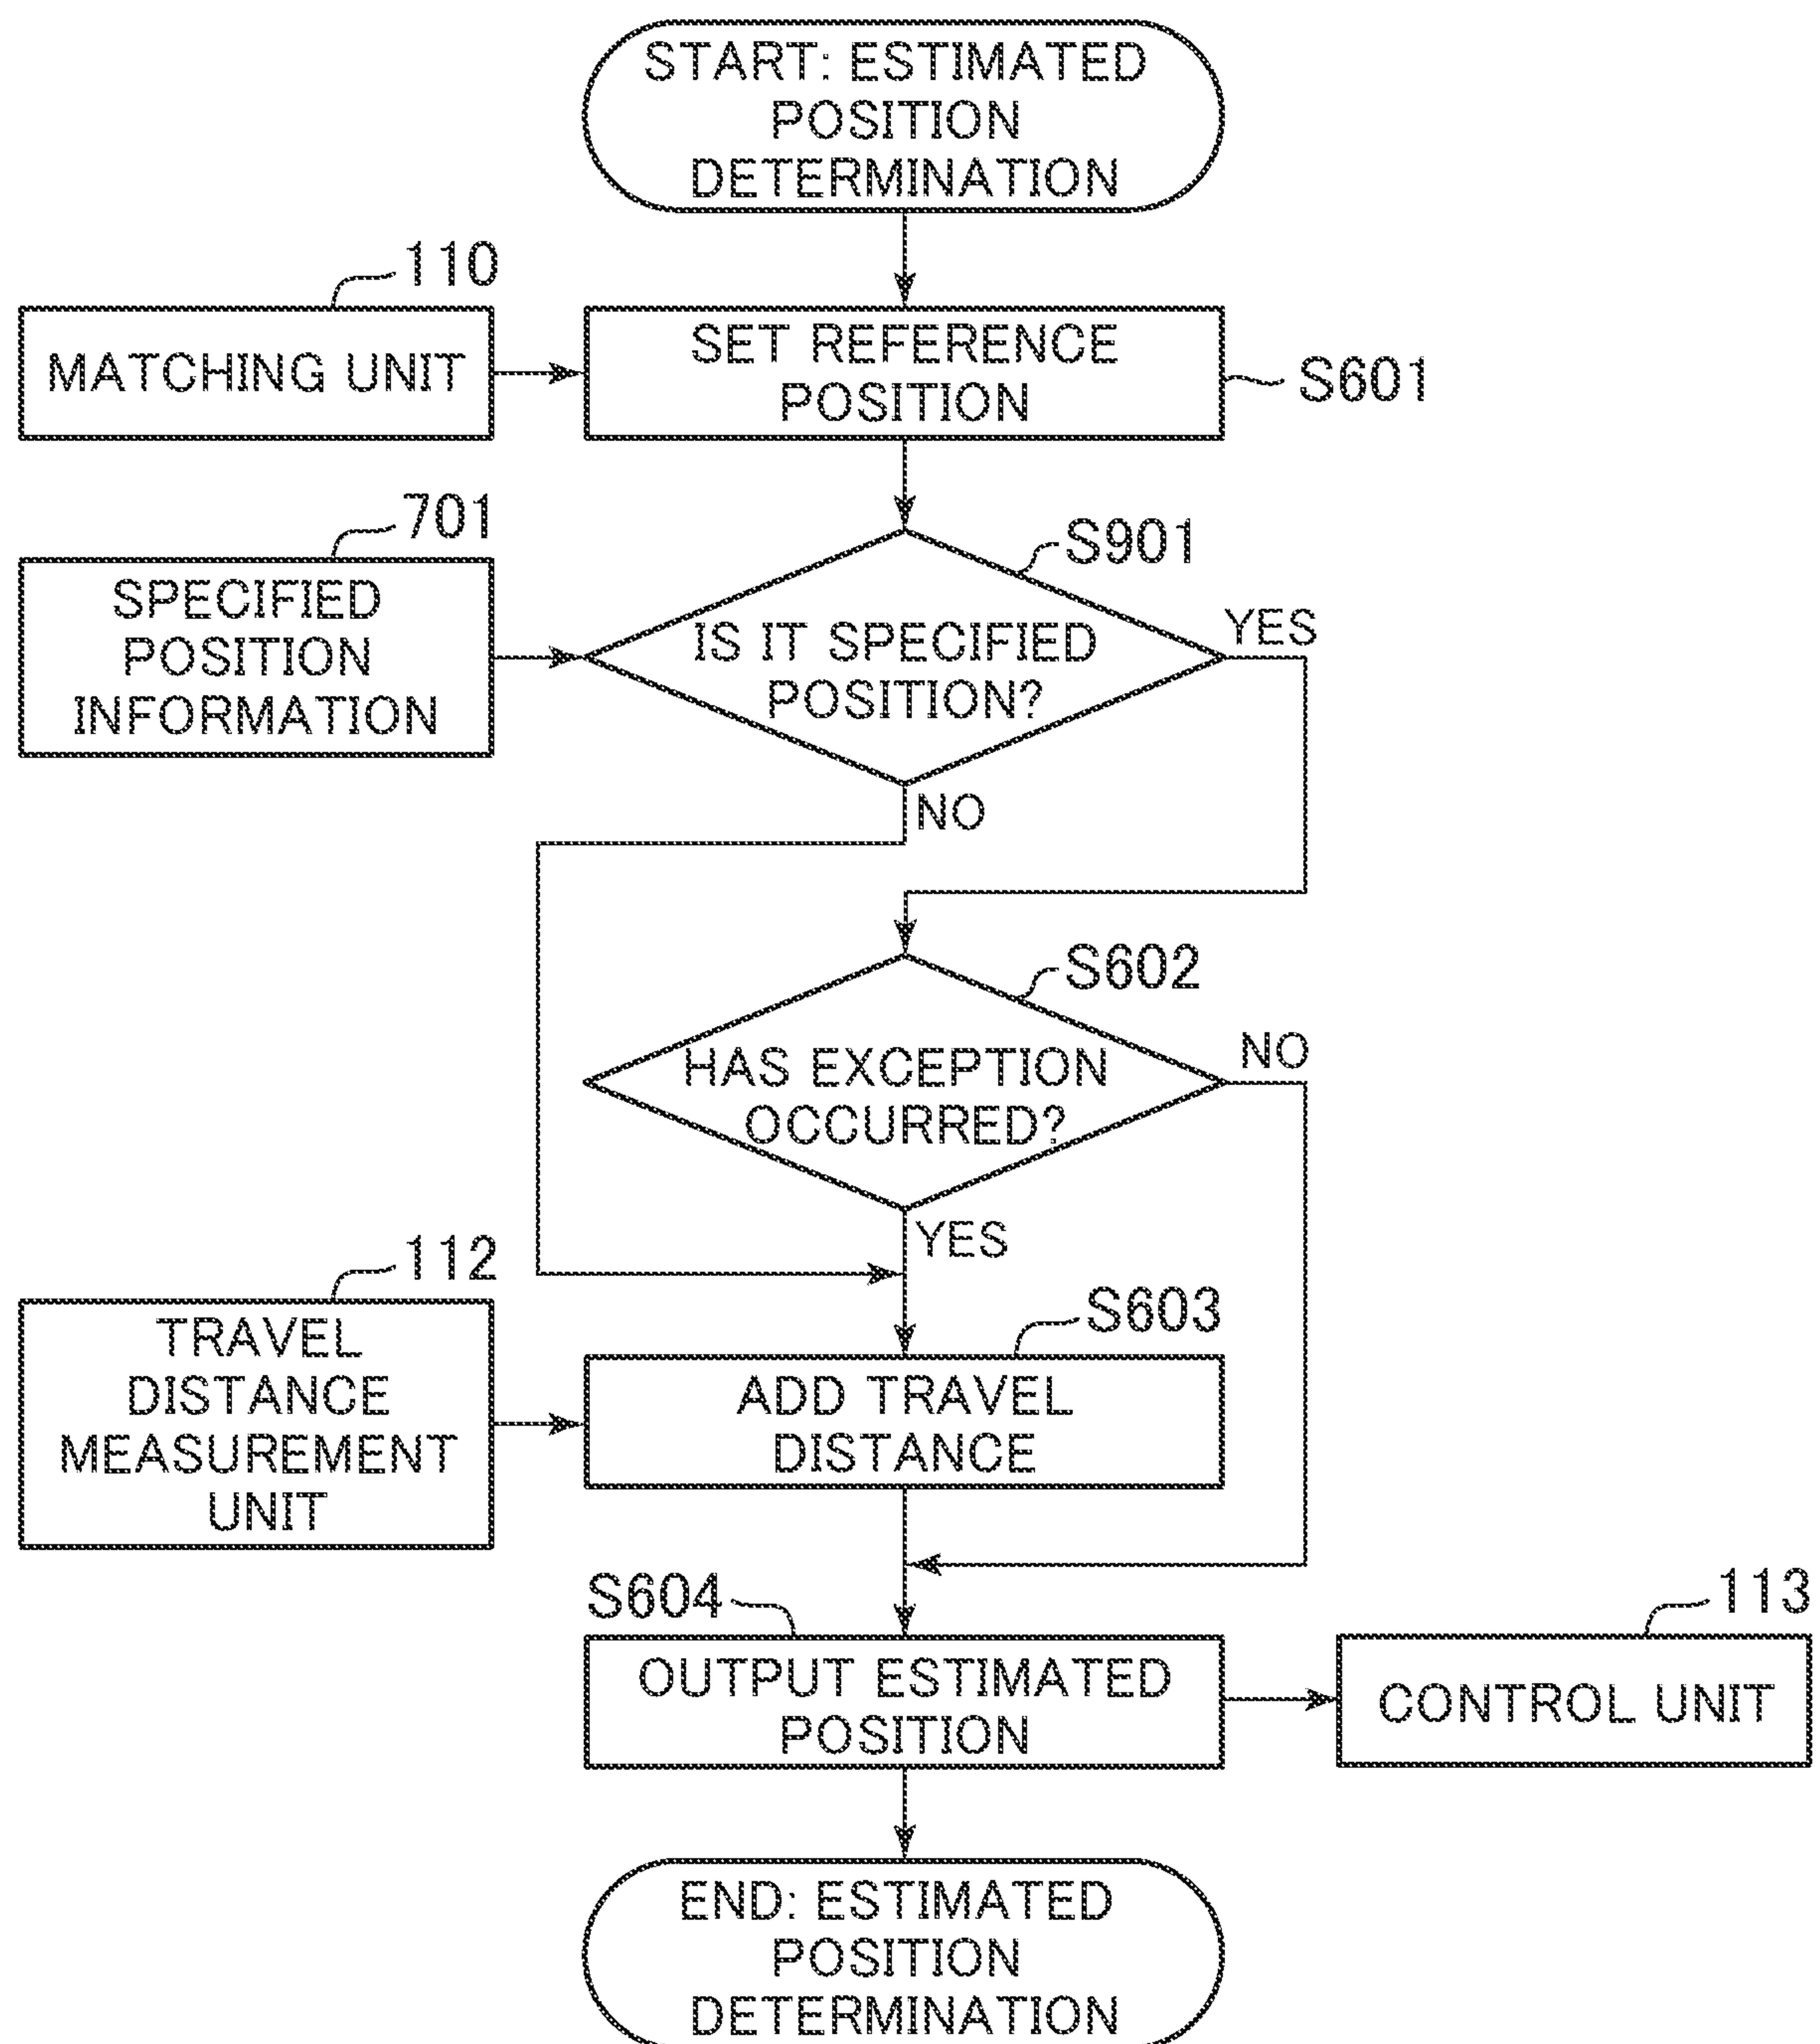 START: ESTIMATED
POSITION
DETERMINATION
110
MATCHING UNIT
SET REFERENCE
POSITION
S601
701
SPECIFIED
POSITION
INFORMATION
S901
IS IT SPECIFIED
POSITION?
YES
NO
S602
HAS EXCEPTION
OCCURRED?
NO
YES
112
TRAVEL
DISTANCE
MEASUREMENT
UNIT
S603
ADD TRAVEL
DISTANCE
S604
OUTPUT ESTIMATED
POSITION
113
CONTROL UNIT
END: ESTIMATED
POSITION
DETERMINATION